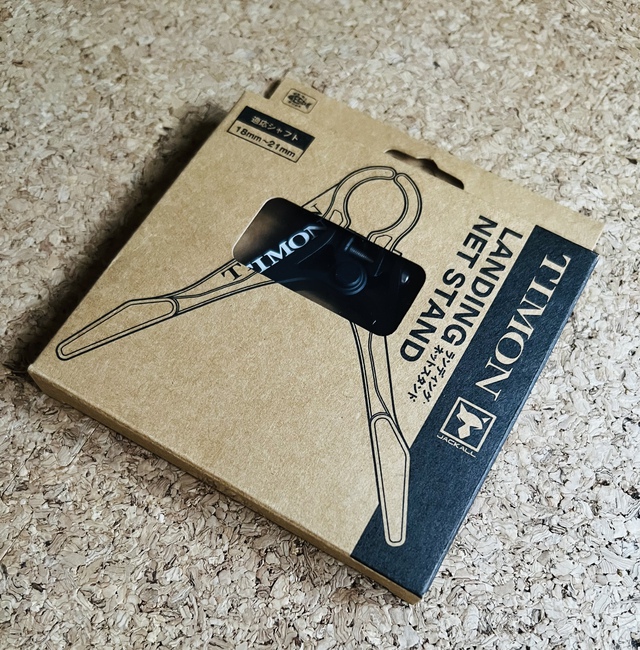 適応シャフト
18mm~21mm
TIMON
LANDING
NET STAND
ランディング・
ネットスタンド
TIMON
JACKALL